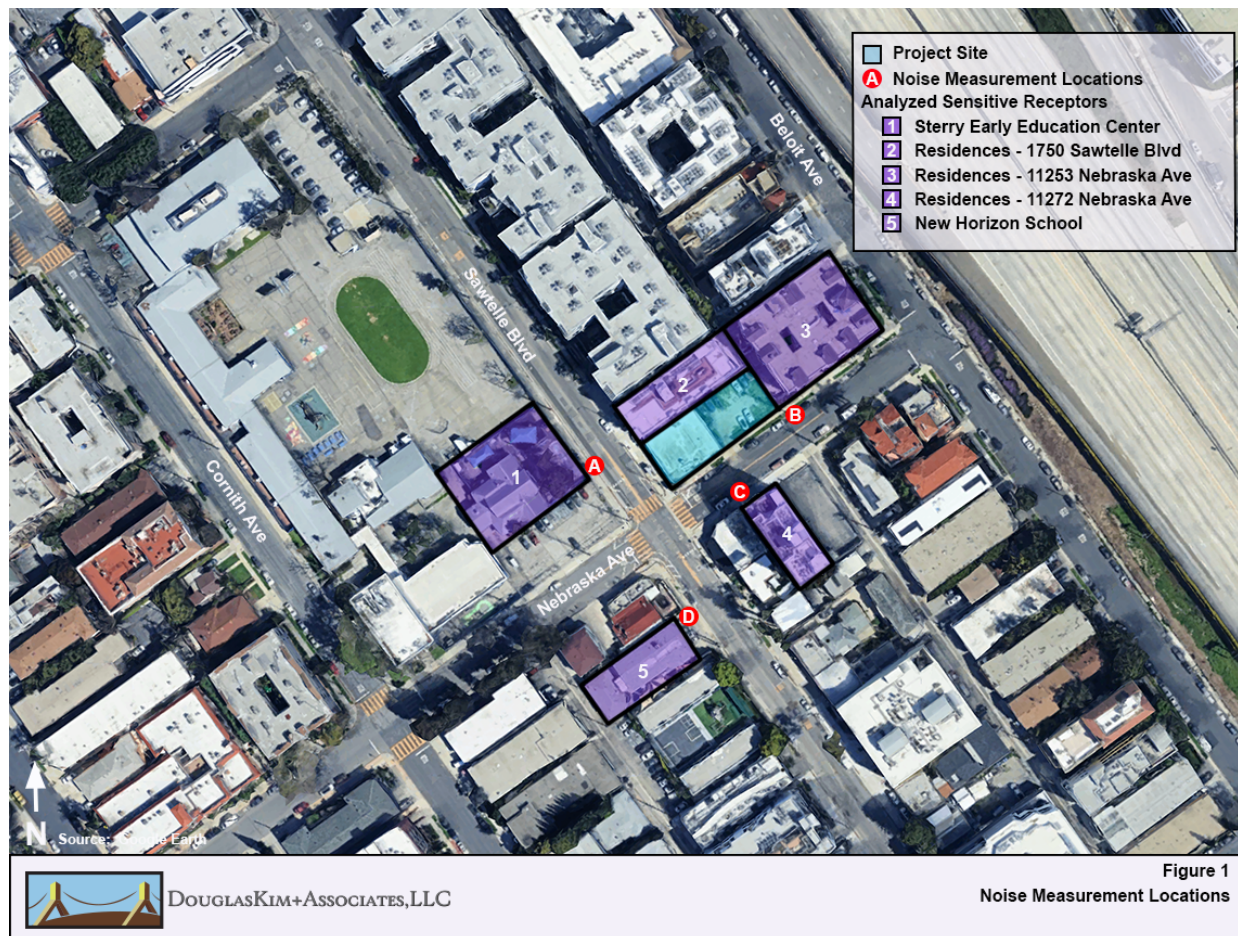 Project Site
A Noise Measurement Locations
Analyzed Sensitive Receptors
1 Sterry Early Education Center
2 Residences - 1750 Sawtelle Blvd
3 Residences - 11253 Nebraska Ave
4 Residences - 11272 Nebraska Ave
5 New Horizon School
Beloit Ave
Sawtelle Blvd
3
2
B
A
1
C
Cornith Ave
4
Nebraska Ave
D
5
N
Source: Google Earth
DOUGLASKIM+ASSOCIATES,LLC
Figure 1
Noise Measurement Locations